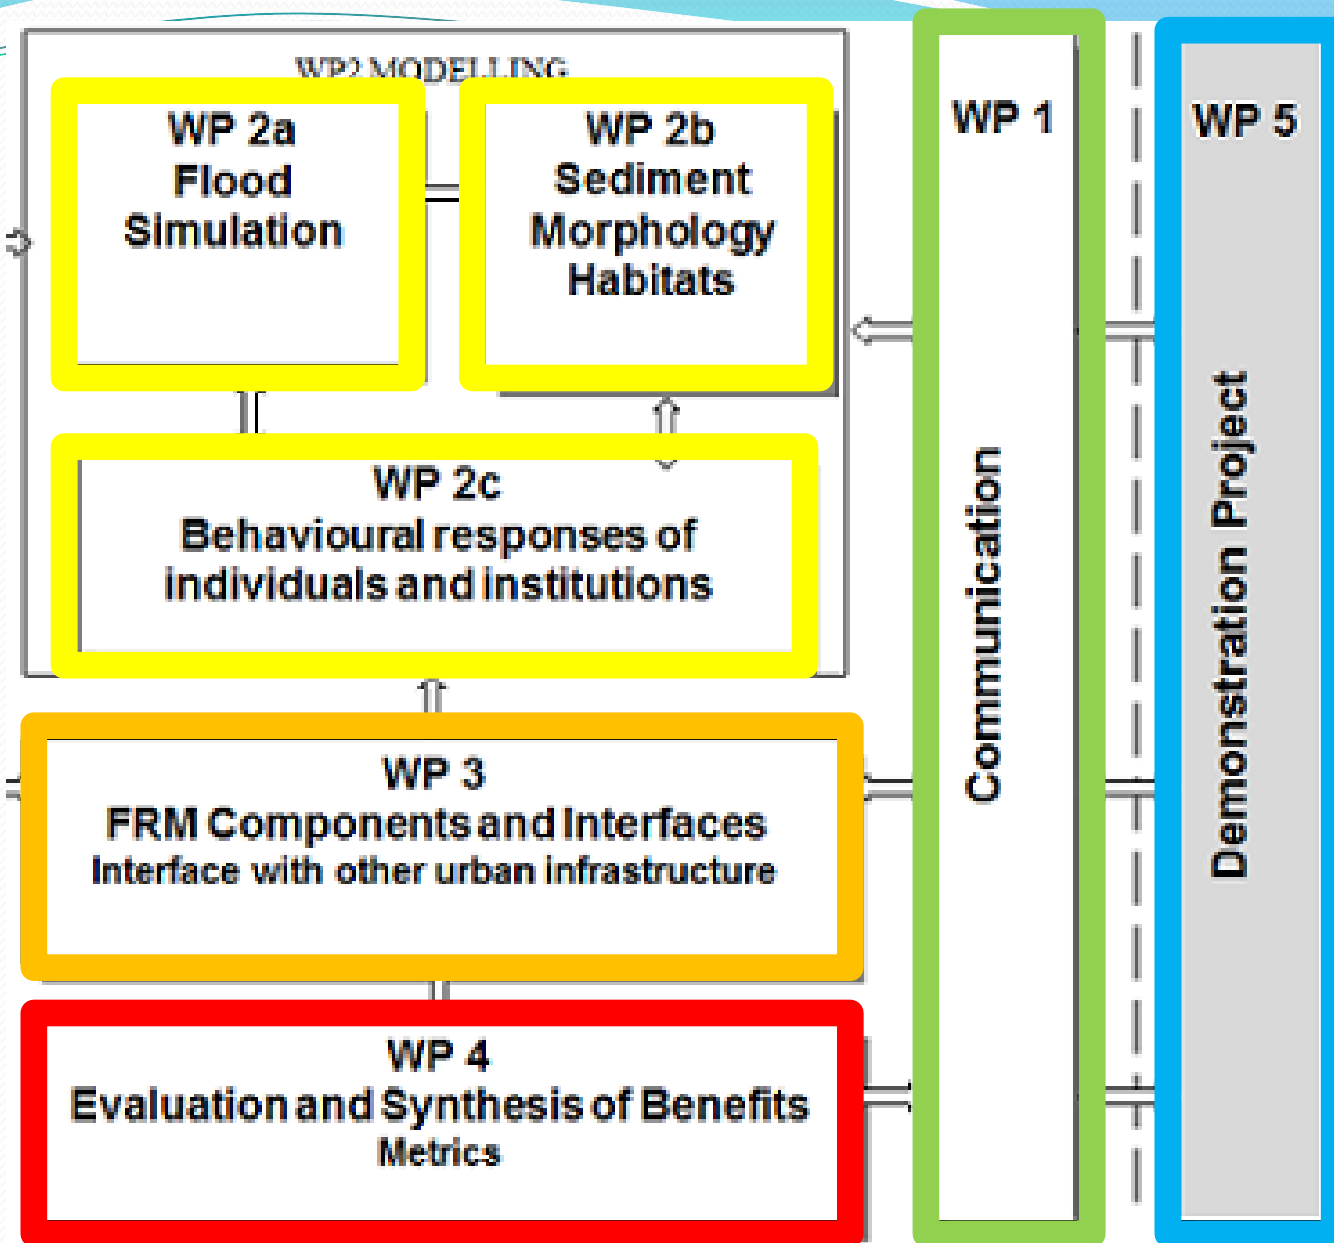 WP2 MODELLING
WP 2a
Flood
Simulation
WP 2b
Sediment
Morphology
Habitats
WP 2c
Behavioural responses of
individuals and institutions
WP 3
FRM Components and Interfaces
Interface with other urban infrastructure
WP 4
Evaluation and Synthesis of Benefits
Metrics
WP 1
Communication
WP 5
Demonstration Project